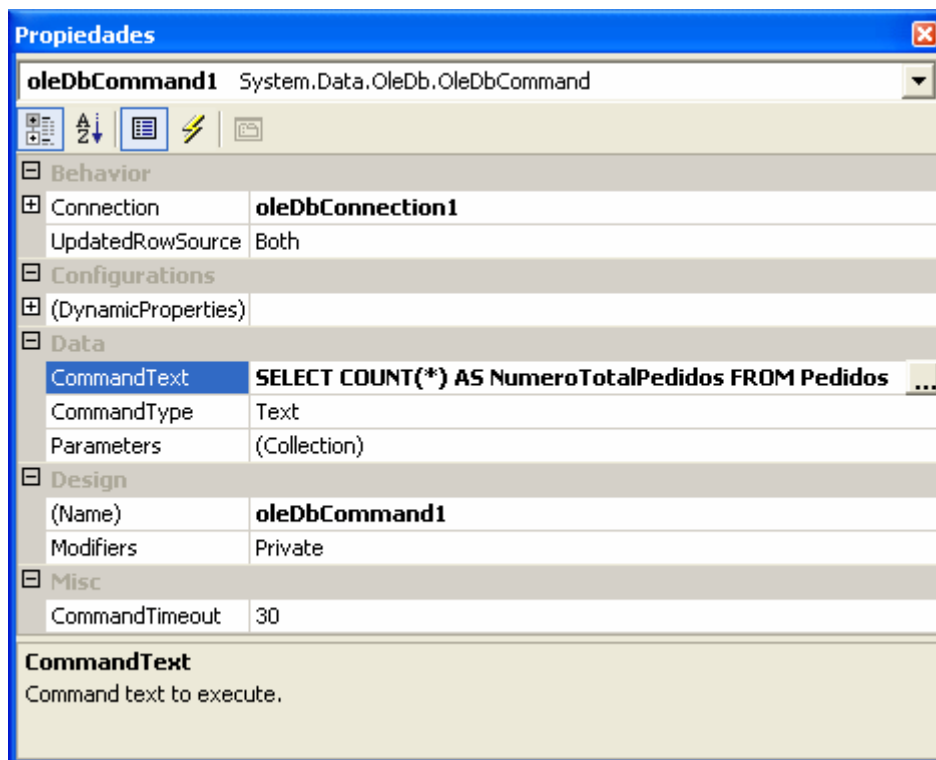 Propiedades
oleDbCommand1 System.Data.OleDb.OleDbCommand
Behavior
Connection oleDbConnection1
UpdatedRowSource Both
Configurations
(DynamicProperties)
Data
CommandText SELECT COUNT(*) AS NumeroTotalPedidos FROM Pedidos ...
CommandType Text
Parameters (Collection)
Design
(Name) oleDbCommand1
Modifiers Private
Misc
CommandTimeout 30
CommandText
Command text to execute.